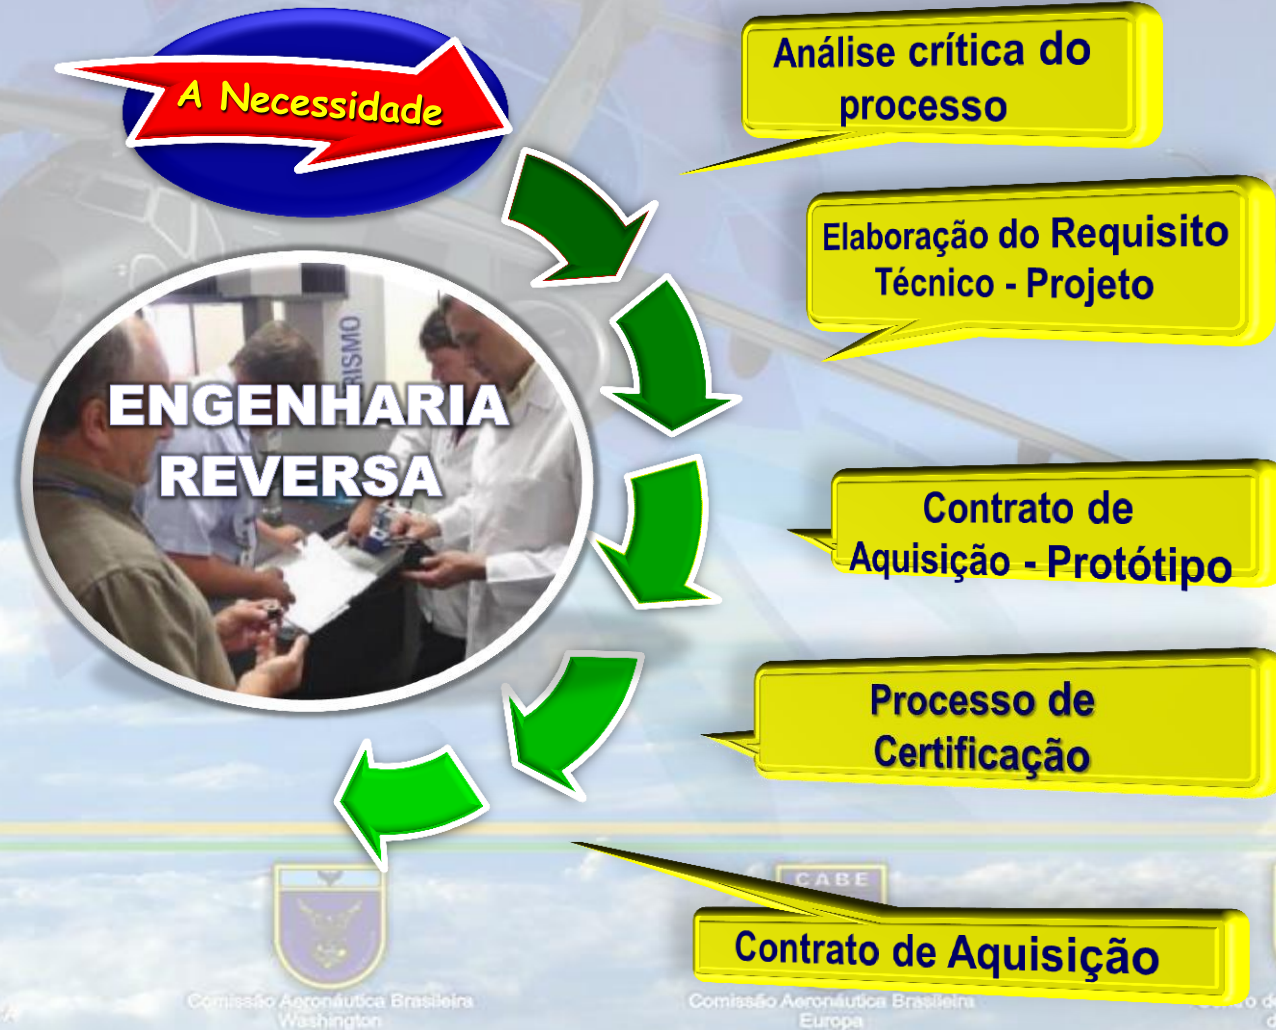 A Necessidade
Análise crítica do
processo
Elaboração do Requisito
Técnico - Projeto
RISMO
ENGENHARIA
REVERSA
Contrato de
Aquisição - Protótipo
Processo de
Certificação
CABE
Contrato de Aquisição
Comissão Aeronáutica Brasileira
Washington
Comissão Aeronáutica Brasileira
Europa